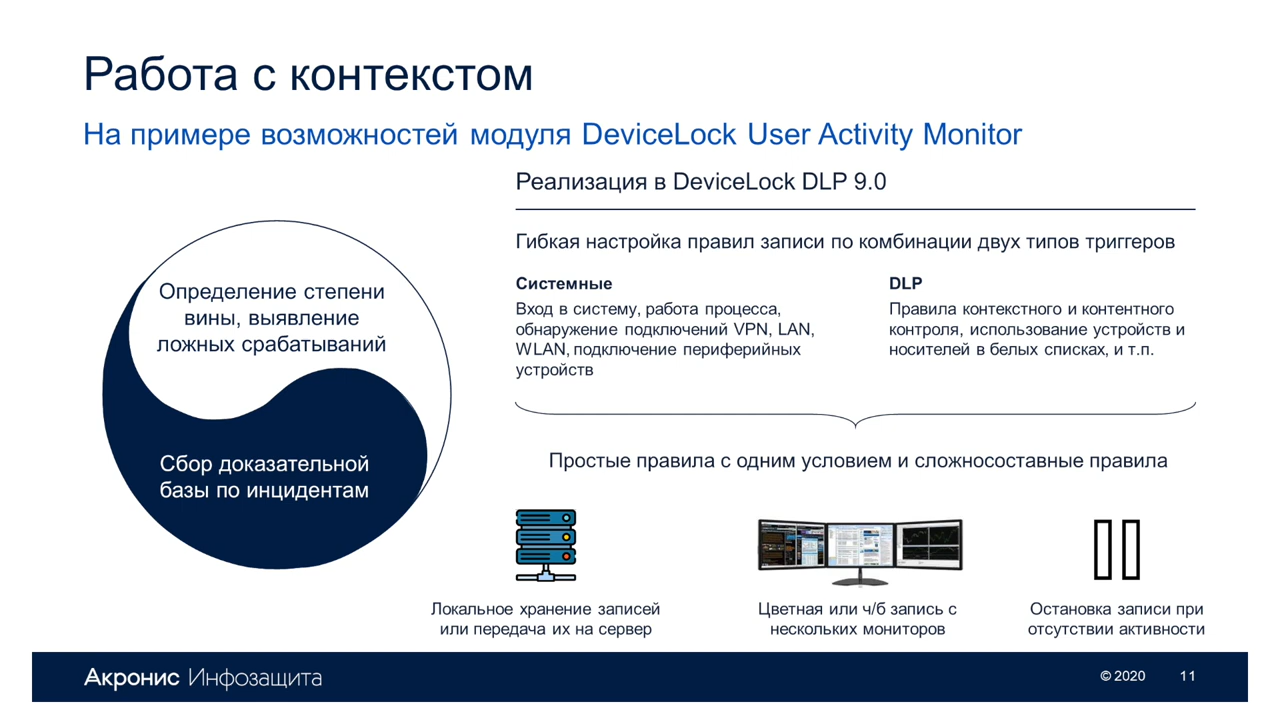 Работа с контекстом
На примере возможностей модуля DeviceLock User Activity Monitor
Реализация в DeviceLock DLP 9.0
Гибкая настройка правил записи по комбинации двух типов триггеров
Системные
Вход в систему, работа процесса,
обнаружение подключений VPN, LAN,
WLAN, подключение периферийных
устройств
DLP
Правила контекстного и контентного
контроля, использование устройств и
носителей в белых списках, и т.п.
Определение степени
вины, выявление
ложных срабатываний
Сбор доказательной
базы по инцидентам
Простые правила с одним условием и сложносоставные правила
Локальное хранение записей
или передача их на сервер
Цветная или ч/б запись с
нескольких мониторов
Остановка записи при
отсутствии активности
Акронис Инфозащита
© 2020
11